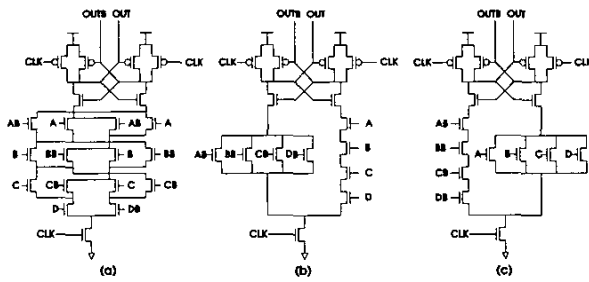 OUTB OUT OUTB OUT OUTB OUT
CLK CLK CLK CLK CLK CLK
AB A AB A A AB
B BB B BB AB BB CB DB B BB A B C D
C CB C CB C CB
D DB D DB
CLK CLK CLK
(a) (b) (c)